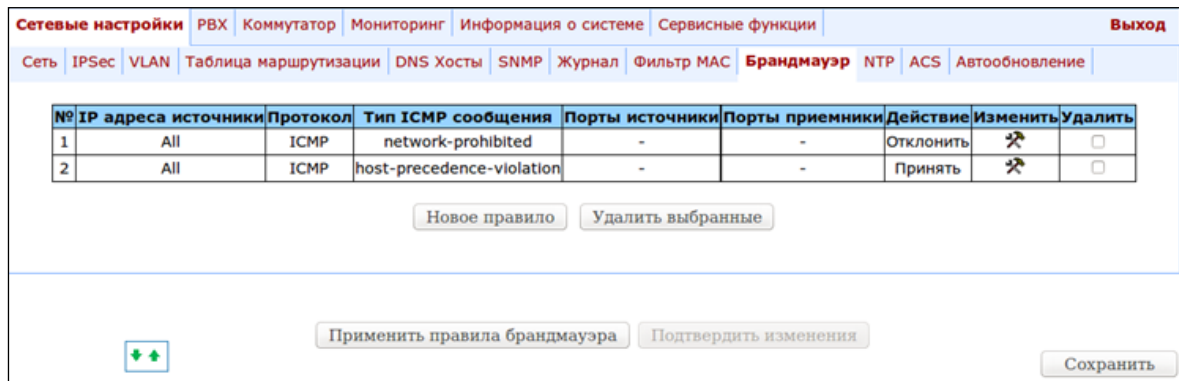 Сетевые настройки PBX Коммутатор Мониторинг Информация о системе Сервисные функции Выход
Сеть IPSec VLAN Таблица маршрутизации DNS Хосты SNMP Журнал Фильтр MAC Брандмауэр NTP ACS Автообновление
№ IP адреса источники Протокол Тип ICMP сообщения Порты источники Порты приемники Действие Изменить Удалить
1 All ICMP network-prohibited - - Отклонить
2 All ICMP host-precedence-violation - - Принять
Новое правило Удалить выбранные
Применить правила брандмауэра Подтвердить изменения
Сохранить